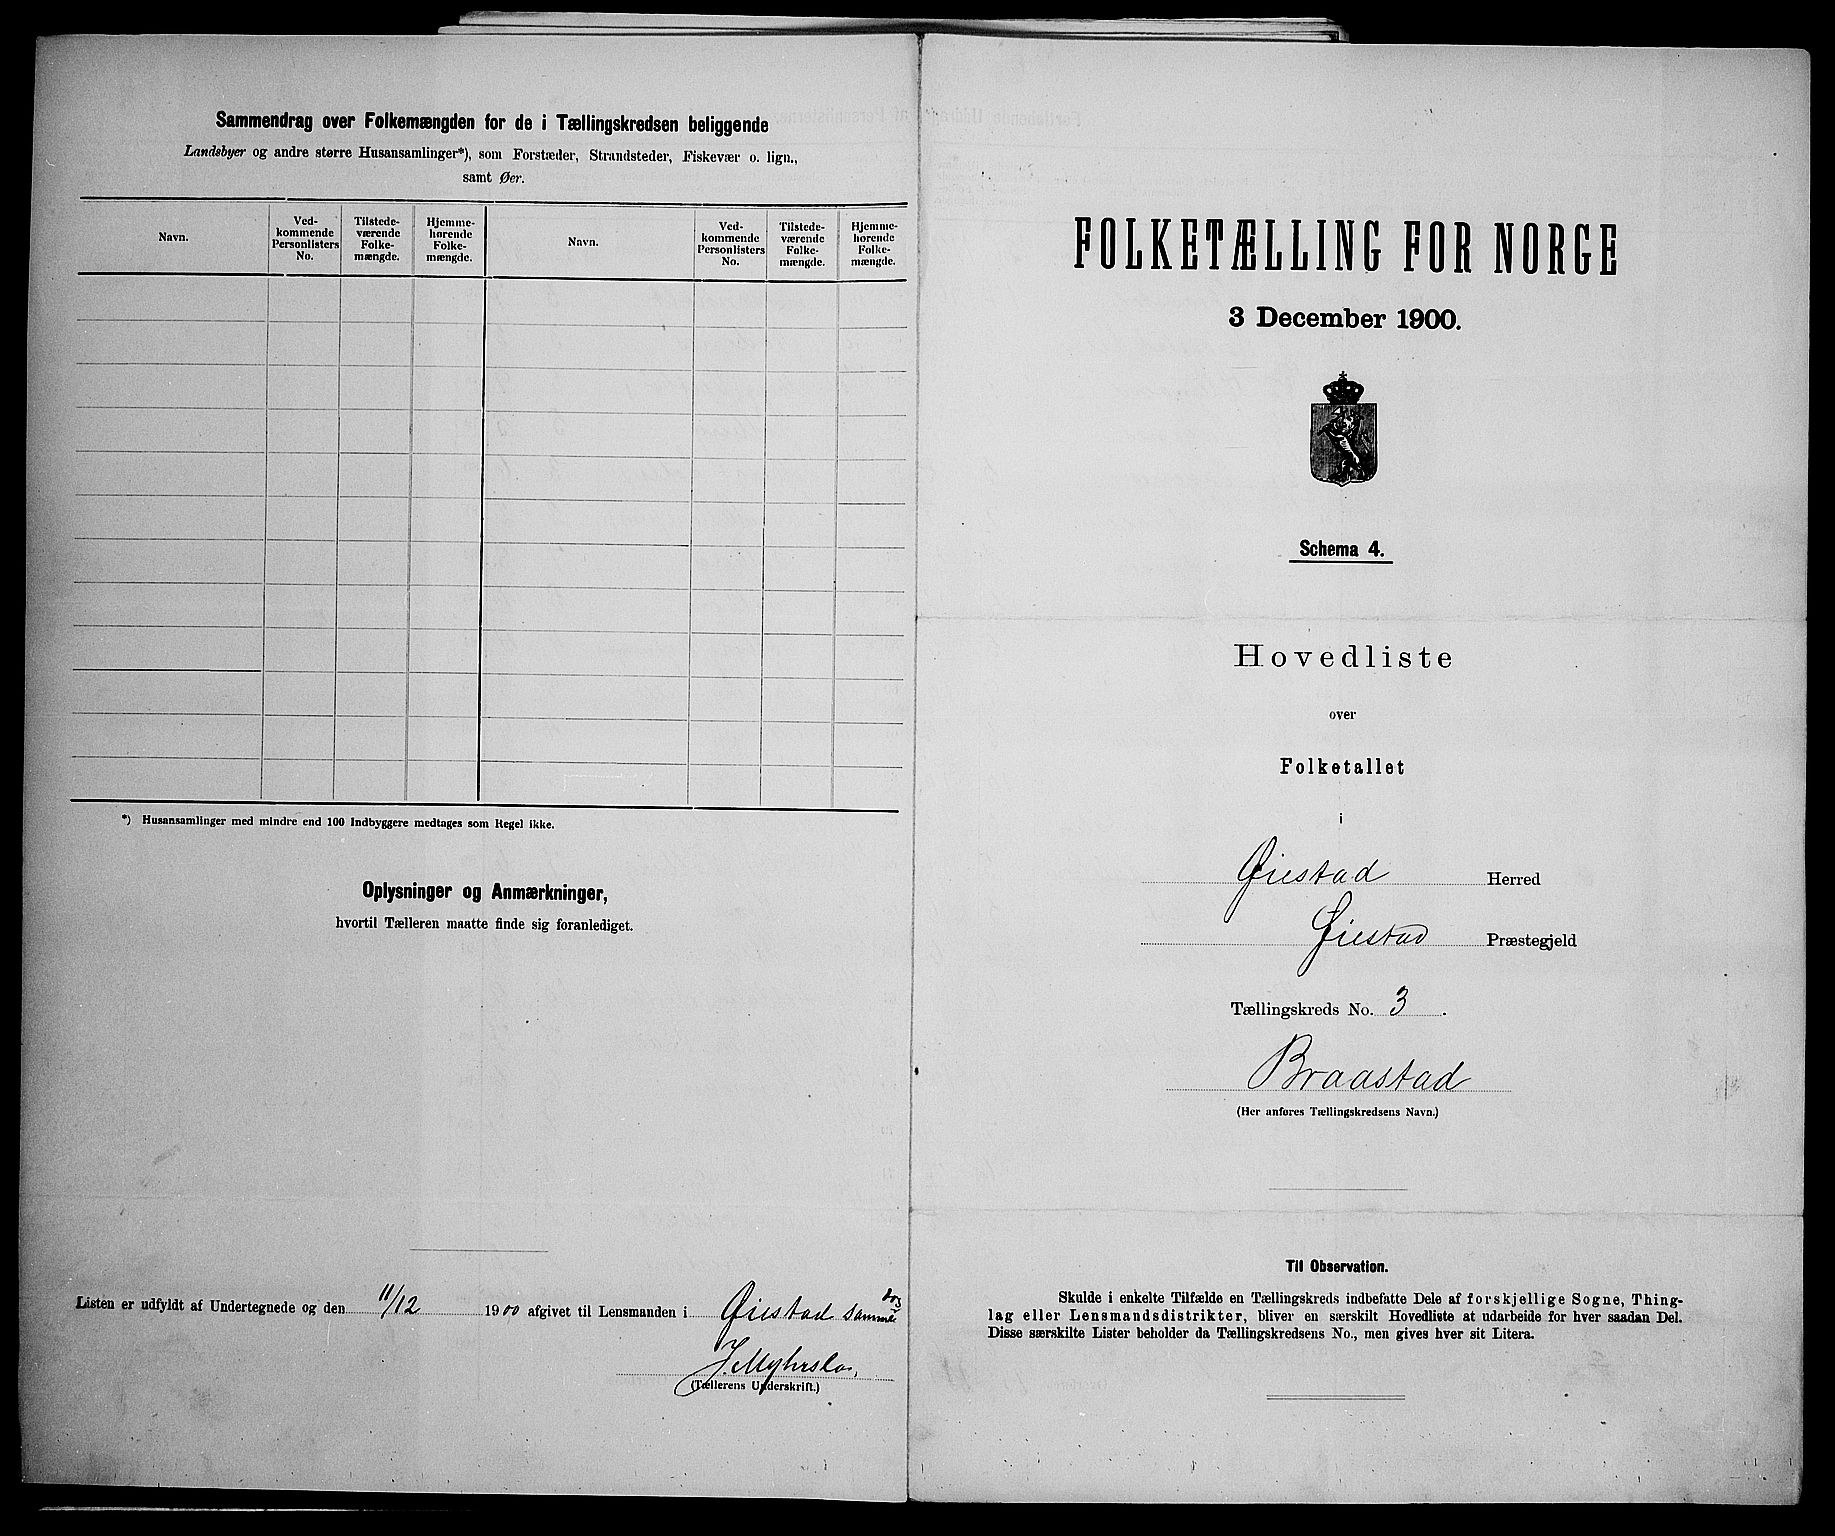 Sammendrag over Folkemængden for de i Tællingskredsen beliggende
Landsbyer og andre større Husansamlinger*), som Forstæder, Strandsteder, Fiskevær o. lign.,
samt Øer.
Navn.
Ved-
kommende
Personlisters
No.
Tilstede-
værende
Folke-
mængde.
Hjemme-
hørende
Folke-
mængde.
Navn.
Ved-
kommende
Personlisters
No.
Tilstede-
værende
Folke-
mængde.
Hjemme-
hørende
Folke-
mængde.
*) Husansamlinger med mindre end 100 Indbyggere medtages som Regel ikke.
Oplysninger og Anmærkninger,
hvortil Tælleren maatte finde sig foranlediget.
Listen er udfyldt af Undertegnede og den 11/12 1900 afgivet til Lensmanden i Øiestad samme
J. Myhrstøe
(Tællerens Underskrift.)
FOLKETÆLLING FOR NORGE
3 December 1900.
Schema 4.
Hovedliste
over
Folketallet
i
Øiestad Herred
Øiestad Præstegjeld
Tællingskreds No. 3.
Braastad
(Her anføres Tællingskredsens Navn.)
Til Observation.
Skulde i enkelte Tilfælde en Tællingskreds indbefatte Dele af forskjellige Sogne, Thing-
lag eller Lensmandsdistrikter, bliver en særskilt Hovedliste at udarbeide for hver saadan Del.
Disse særskilte Lister beholder da Tællingskredsens No., men gives hver sit Litera.